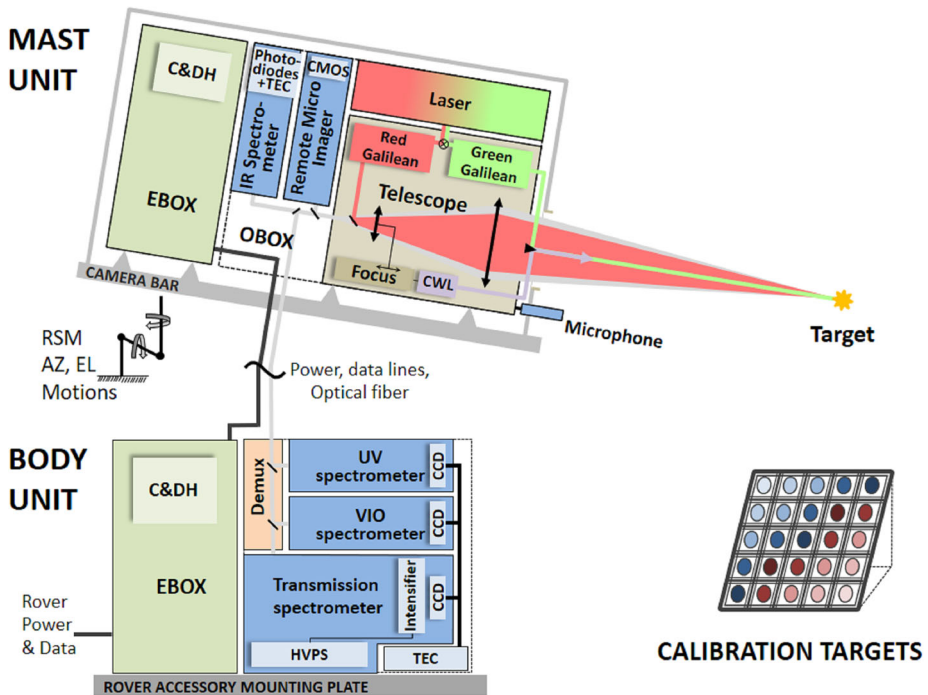 MAST
UNIT
C&DH
EBOX
Photo-
diodes
+TEC
IR Spectro-
meter
CMOS
Remote Micro
Imager
OBOX
Laser
Red
Galilean
Green
Galilean
Telescope
Focus
CWL
CAMERA BAR
Microphone
Target
RSM
AZ, EL
Motions
Power, data lines,
Optical fiber
BODY
UNIT
C&DH
EBOX
Demux
UV
spectrometer
CCD
VIO
spectrometer
CCD
Transmission
spectrometer
Intensifier
CCD
HVPS
TEC
Rover
Power
& Data
ROVER ACCESSORY MOUNTING PLATE
CALIBRATION TARGETS